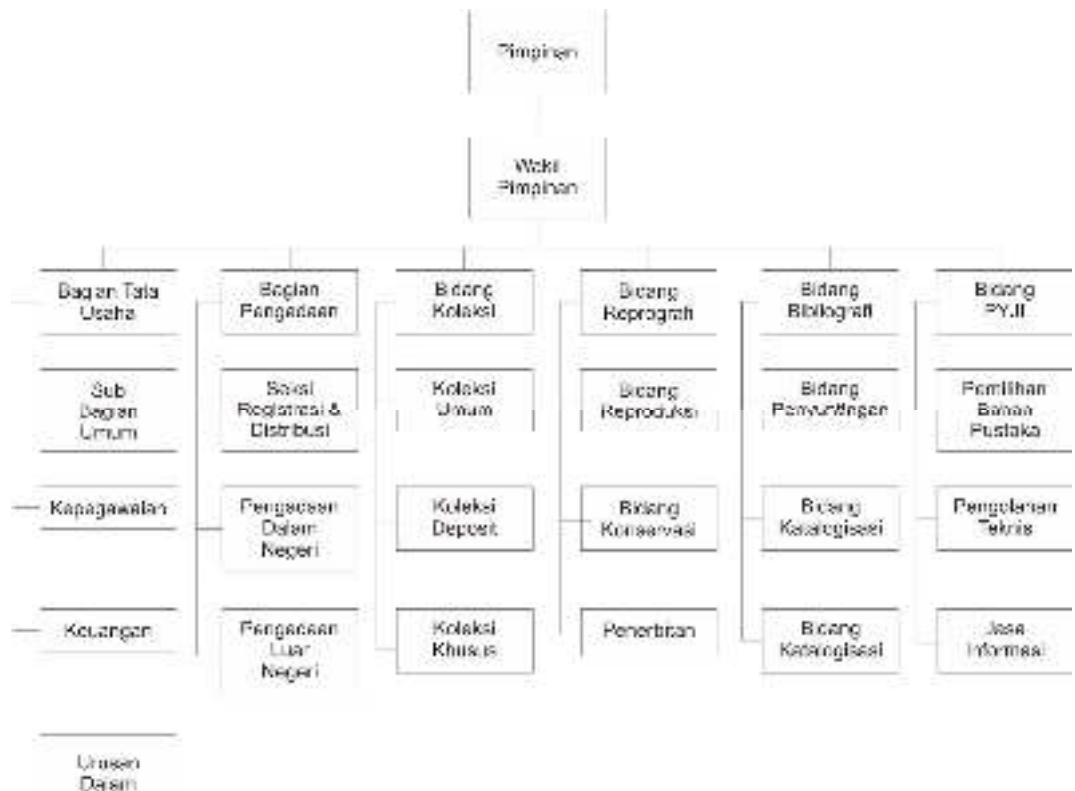 Pimpinan
Wakil
Pimpinan
Bagian Tata
Usaha
Bagian
Pengadaan
Bidang
Koleksi
Bidang
Reprografi
Bidang
Bibliografi
Bidang
Sub
Bagian
Umum
Seksi
Registrasi &
Distribusi
Koleksi
Umum
Bidang
Reproduksi
Bidang
Penyuntingan
Pemilihan
Bahan
Pustaka
Kepagawaian
Pengadaan
Dalam
Negeri
Koleksi
Deposit
Bidang
Konservasi
Bidang
Katalogisasi
Pengolahan
Teknis
Keuangan
Pengadaan
Luar
Negeri
Koleksi
Khusus
Penerbitan
Bidang
Katalogisasi
Jasa
Informasi
Urusan
Dalam